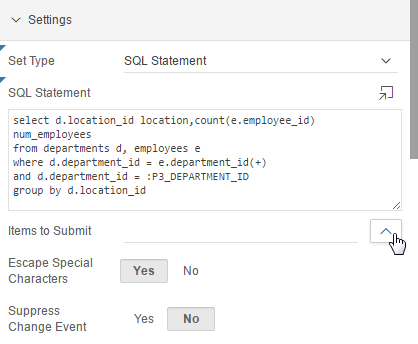 Settings
Set Type SQL Statement
SQL Statement
select d.location_id location,count(e.employee_id)
num_employees
from departments d, employees e
where d.department_id = e.department_id(+)
and d.department_id = :P3_DEPARTMENT_ID
group by d.location_id
Items to Submit
Escape Special
Characters
Yes No
Suppress
Change Event
Yes No